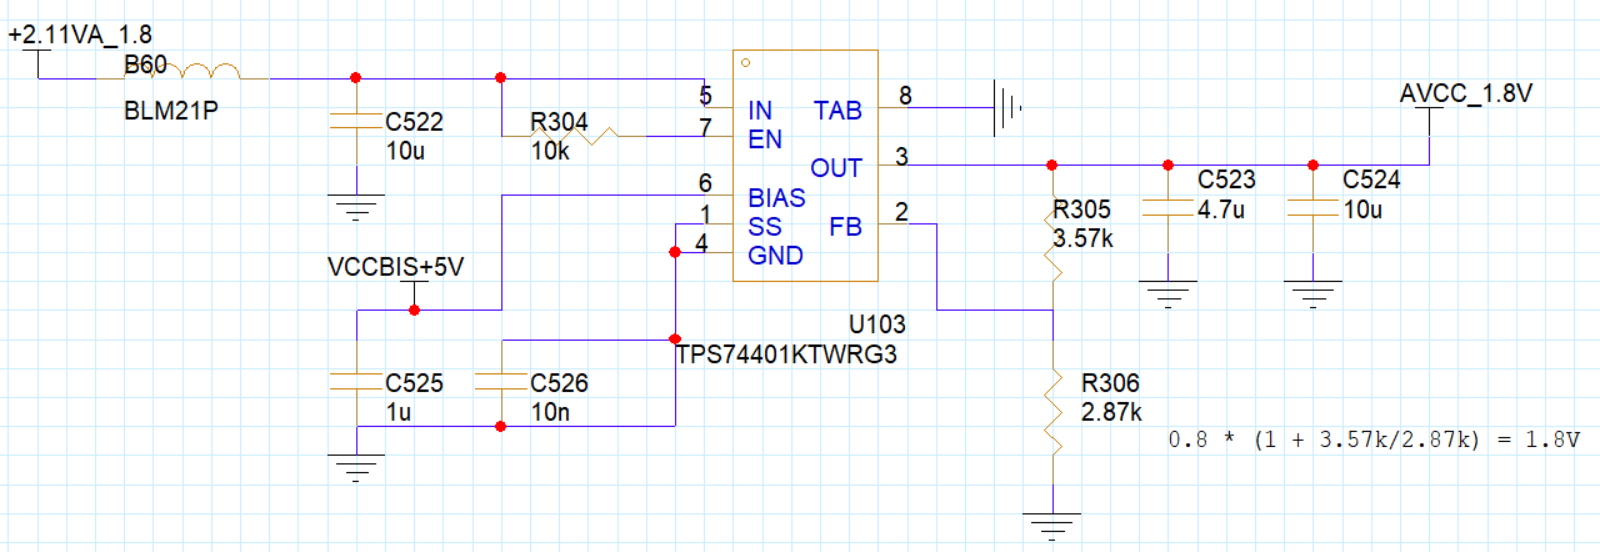 +2.11VA_1.8
B60
BLM21P
C522
10u
R304
10k
5
7
6
1
4
IN
EN
BIAS
SS
GND
TAB
OUT
FB
8
3
2
AVCC_1.8V
R305
3.57k
C523
4.7u
C524
10u
VCCBIS+5V
U103
TPS74401KTWRG3
C525
1u
C526
10n
R306
2.87k
0.8 * (1 + 3.57k/2.87k) = 1.8V